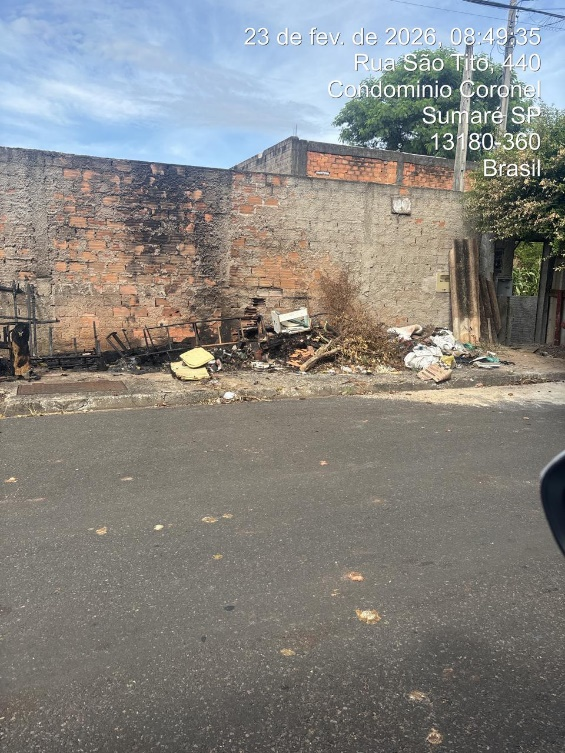 23 de fev. de 2026, 08:49:35
Rua São Tito, 440
Condominio Coronel
Sumaré SP
13180-360
Brasil